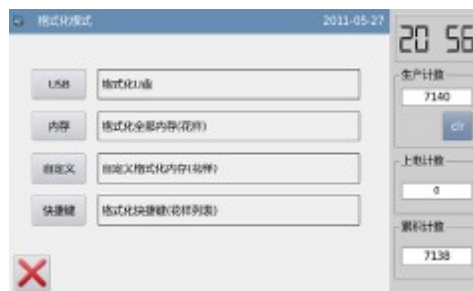 格式化模式 2011-05-27
20 56
USB 格式化U盘
内存 格式化全部内存(花样)
自定义 自定义格式化内存(花样)
快捷键 格式化快捷键(花样列表)
生产计数
7140
clr
上电计数
0
累积计数
7138